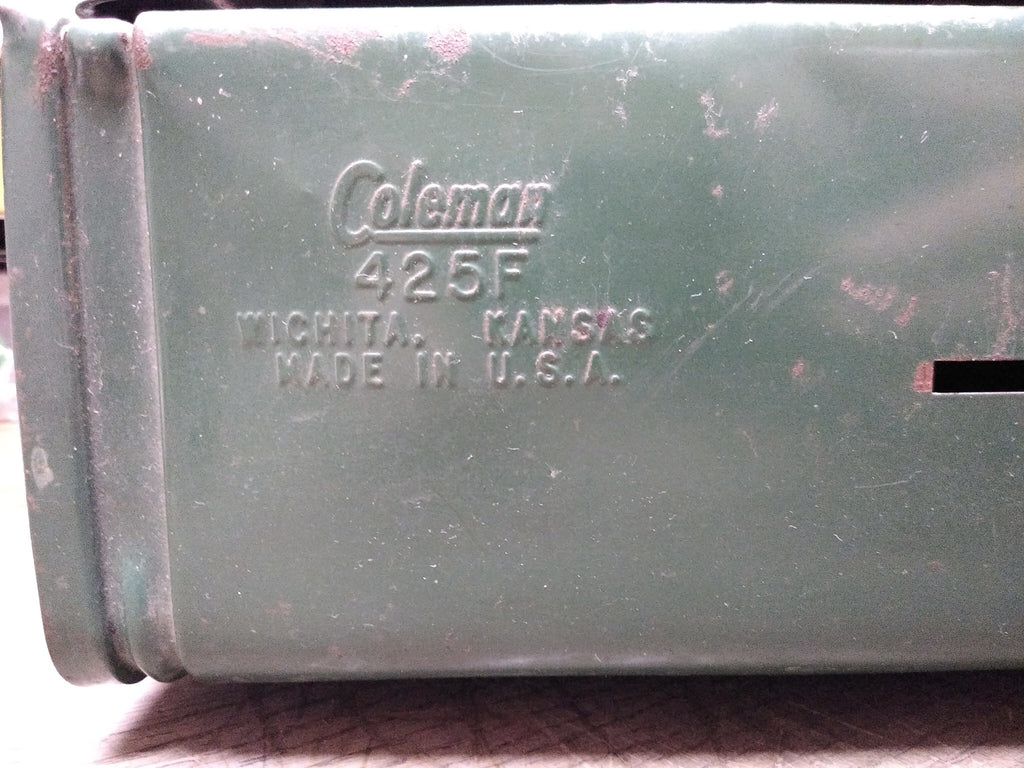 Coleman
425F
WICHITA, KANSAS
MADE IN U.S.A.